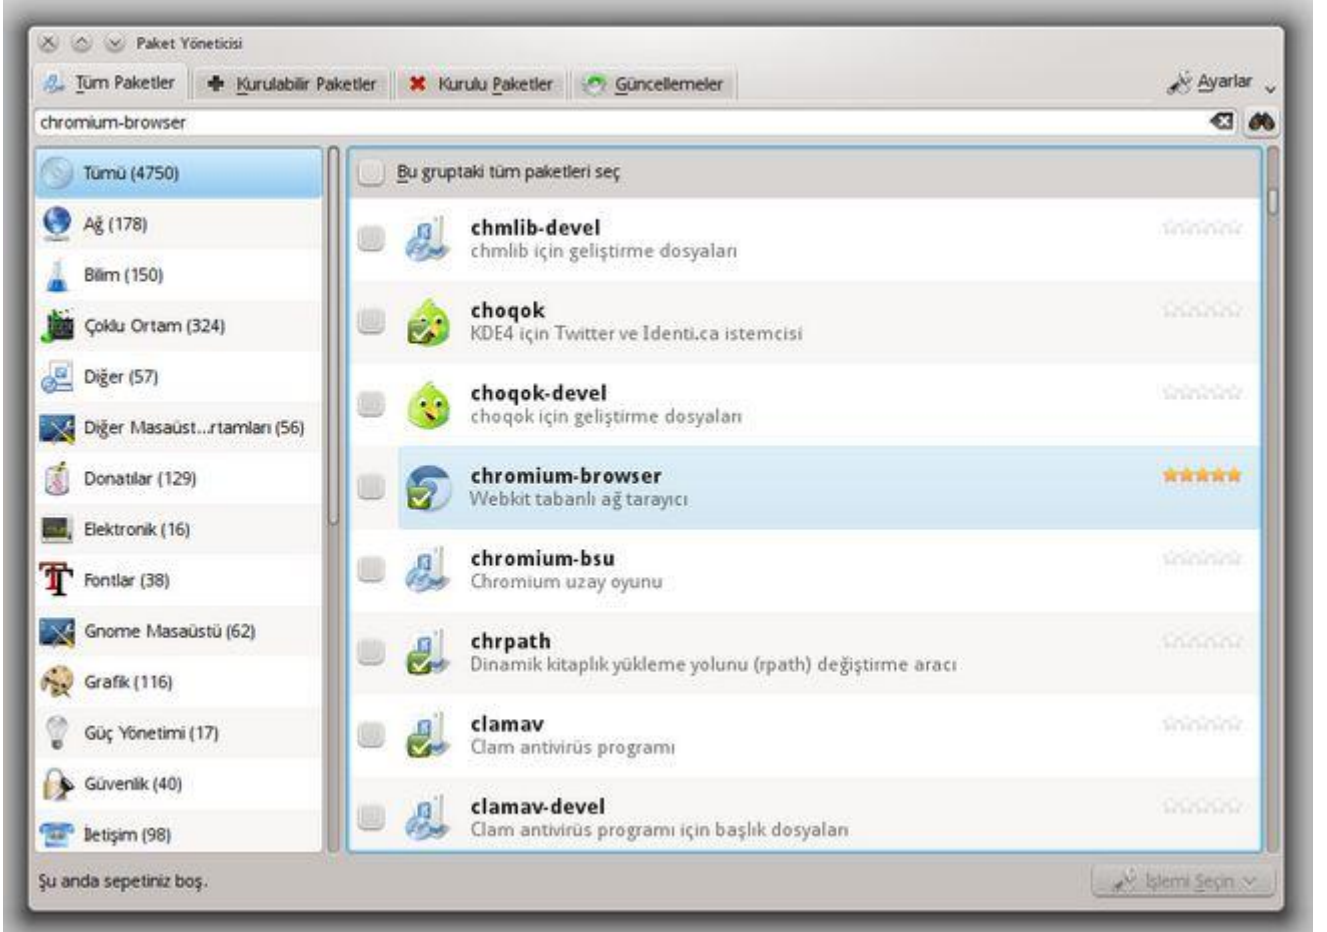 Paket Yöneticisi
Tüm Paketler
Kurulabilir Paketler
Kurulu Paketler
Güncellemeler
Ayarlar
chromium-browser
Tümü (4750)
Ağ (178)
Bilim (150)
Çoklu Ortam (324)
Diğer (57)
Diğer Masaüst...rtamları (56)
Donatılar (129)
Elektronik (16)
Fontlar (38)
Gnome Masaüstü (62)
Grafik (116)
Güç Yönetimi (17)
Güvenlik (40)
İletişim (98)
Bu gruptaki tüm paketleri seç
chmlib-devel
chmlib için geliştirme dosyaları
choqok
KDE4 için Twitter ve Identi.ca istemcisi
choqok-devel
choqok için geliştirme dosyaları
chromium-browser
Webkit tabanlı ağ tarayıcı
chromium-bsu
Chromium uzay oyunu
chrpath
Dinamik kitaplık yükleme yolunu (rpath) değiştirme aracı
clamav
Clam antivirüs programı
clamav-devel
Clam antivirüs programı için başlık dosyaları
Şu anda sepetiniz boş.
İşlemi Seçin